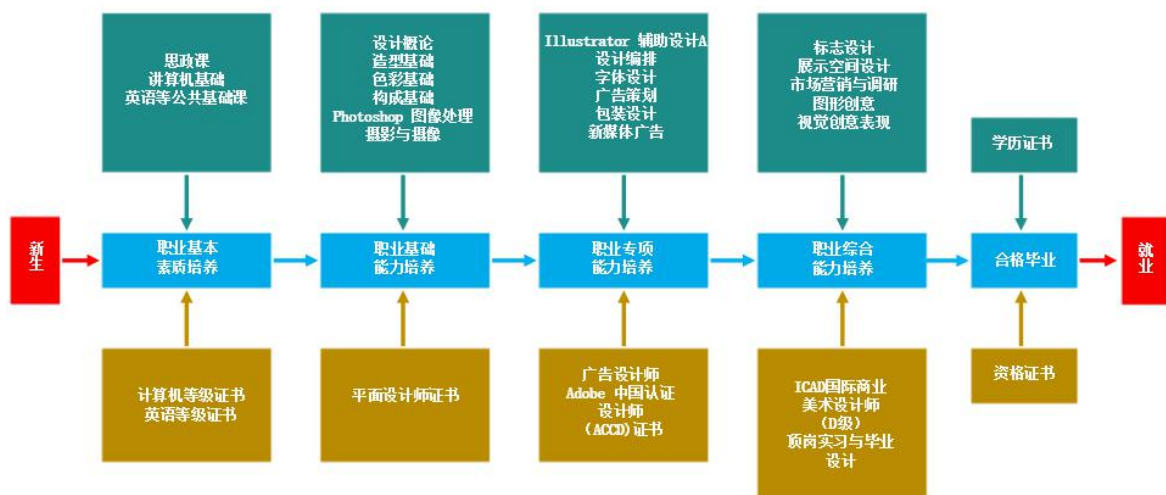 思政课
讲算机基础
英语等公共基础课
设计概论
造型基础
色彩基础
构成基础
Photoshop 图像处理
摄影与摄像
Illustrator 辅助设计A
设计编排
字体设计
广告策划
包装设计
新媒体广告
标志设计
展示空间设计
市场营销与调研
图形创意
视觉创意表现
学历证书
新生
职业基本
素质培养
职业基础
能力培养
职业专项
能力培养
职业综合
能力培养
合格毕业
就业
计算机等级证书
英语等级证书
平面设计师证书
广告设计师
Adobe 中国认证
设计师
（ACCD)证书
ICAD国际商业
美术设计师
（D级）
顶岗实习与毕业
设计
资格证书